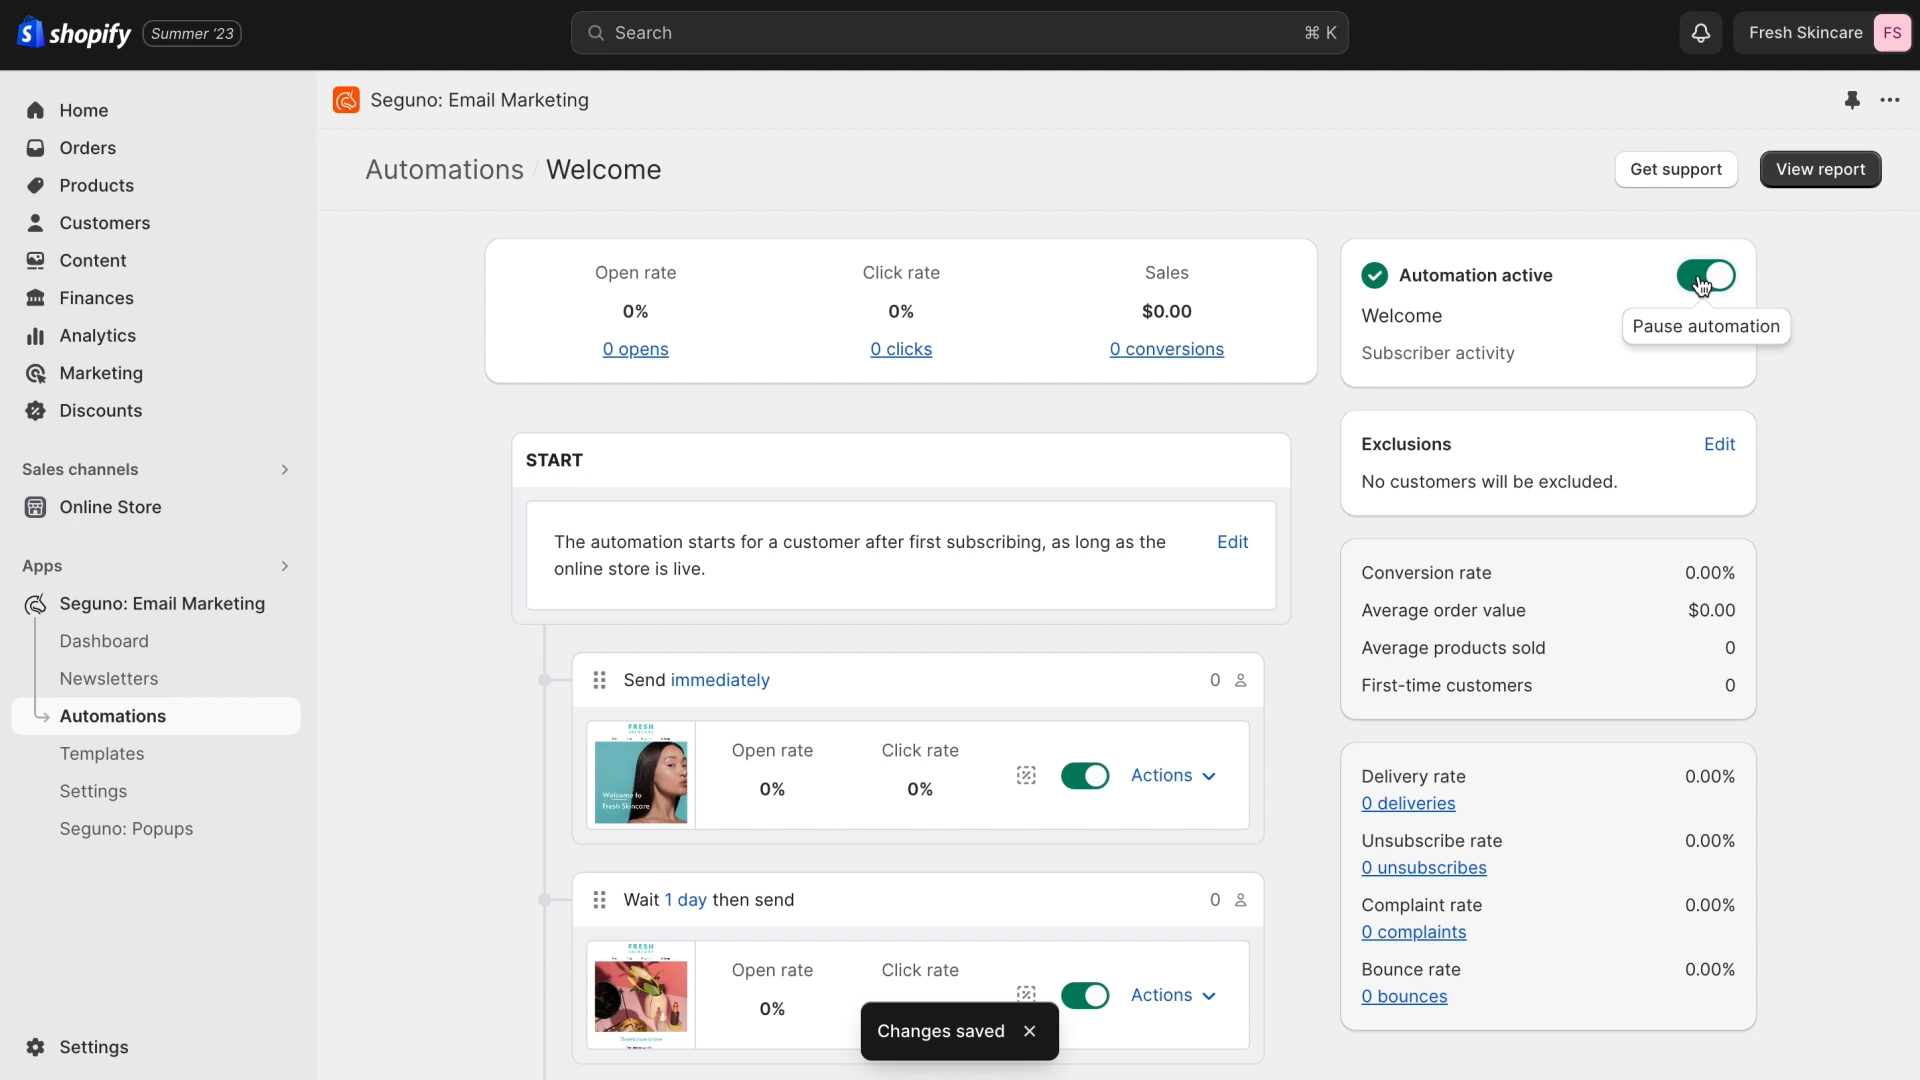 shopify Summer '23
Search ⌘ K
Fresh Skincare FS
Home
Orders
Products
Customers
Content
Finances
Analytics
Marketing
Discounts
Sales channels
Online Store
Apps
Seguno: Email Marketing
Dashboard
Newsletters
Automations
Templates
Settings
Seguno: Popups
Settings
Seguno: Email Marketing
Automations / Welcome
Get support
View report
Open rate
0%
0 opens
Click rate
0%
0 clicks
Sales
$0.00
0 conversions
START
The automation starts for a customer after first subscribing, as long as the
online store is live.
Edit
Send immediately
0
FRESH
SKINCARE
Welcome to
Fresh Skincare
Open rate
0%
Click rate
0%
Actions
Wait 1 day then send
0
FRESH
SKINCARE
Open rate
0%
Click rate
Actions
Changes saved
Automation active
Welcome
Subscriber activity
Pause automation
Exclusions
Edit
No customers will be excluded.
Conversion rate 0.00%
Average order value $0.00
Average products sold 0
First-time customers 0
Delivery rate 0.00%
0 deliveries
Unsubscribe rate 0.00%
0 unsubscribes
Complaint rate 0.00%
0 complaints
Bounce rate 0.00%
0 bounces